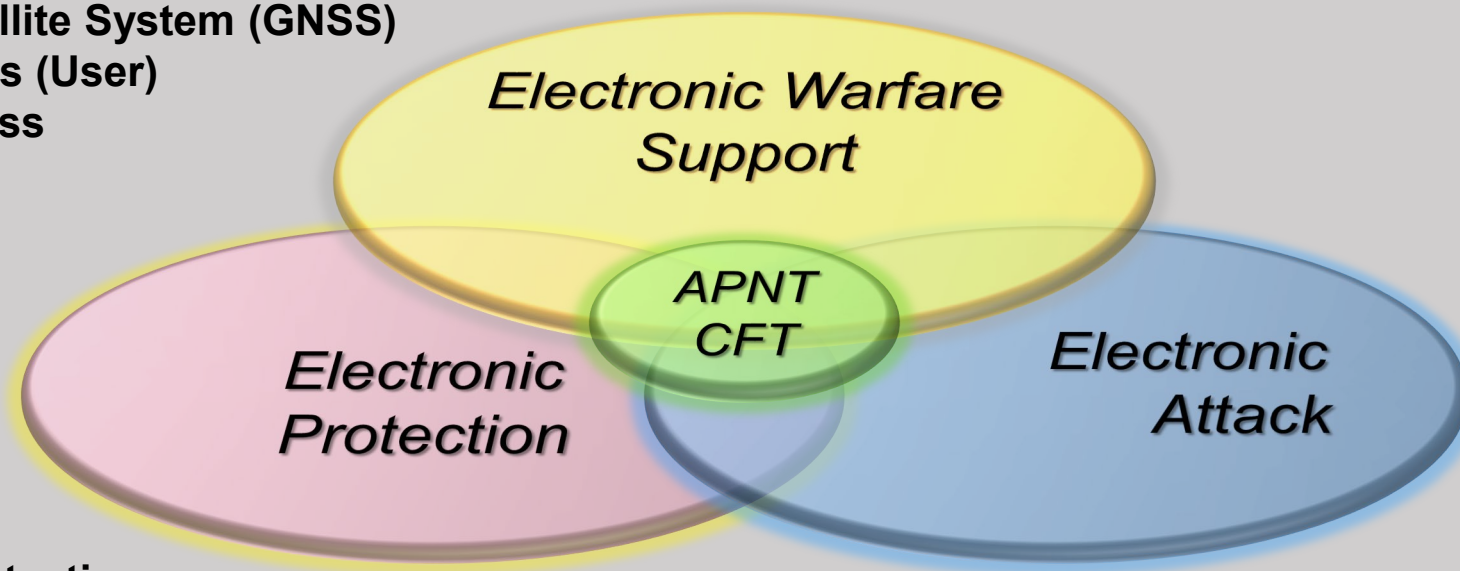 llite System (GNSS)
s (User)
ss
Electronic Warfare
Support
APNT
CFT
Electronic
Protection
Electronic
Attack